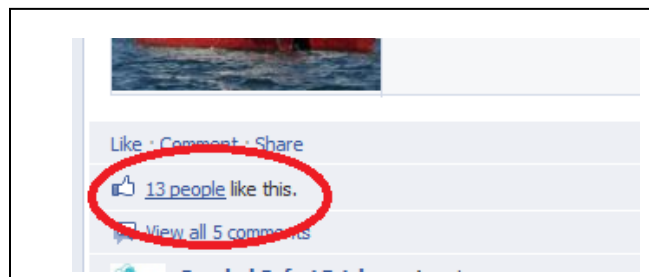 Like · Comment · Share
13 people like this.
View all 5 comments